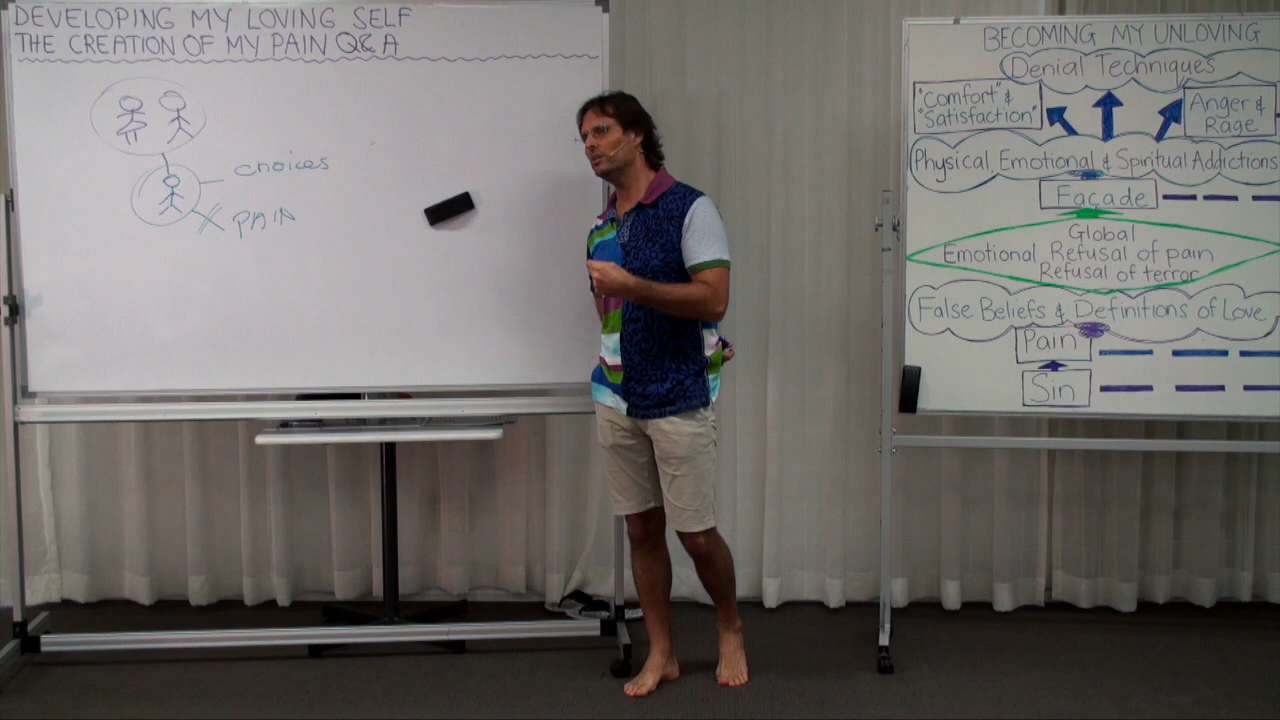 DEVELOPING MY LOVING SELF
THE CREATION OF MY PAIN Q&A
choices
PAIN
BECOMING MY UNLOVING
Denial Techniques
"Comfort" &
"Satisfaction"
Anger &
Rage
Physical, Emotional & Spiritual Addictions
Façade
Global
Emotional Refusal of pain
Refusal of terror
False Beliefs & Definitions of Love
Pain
Sin